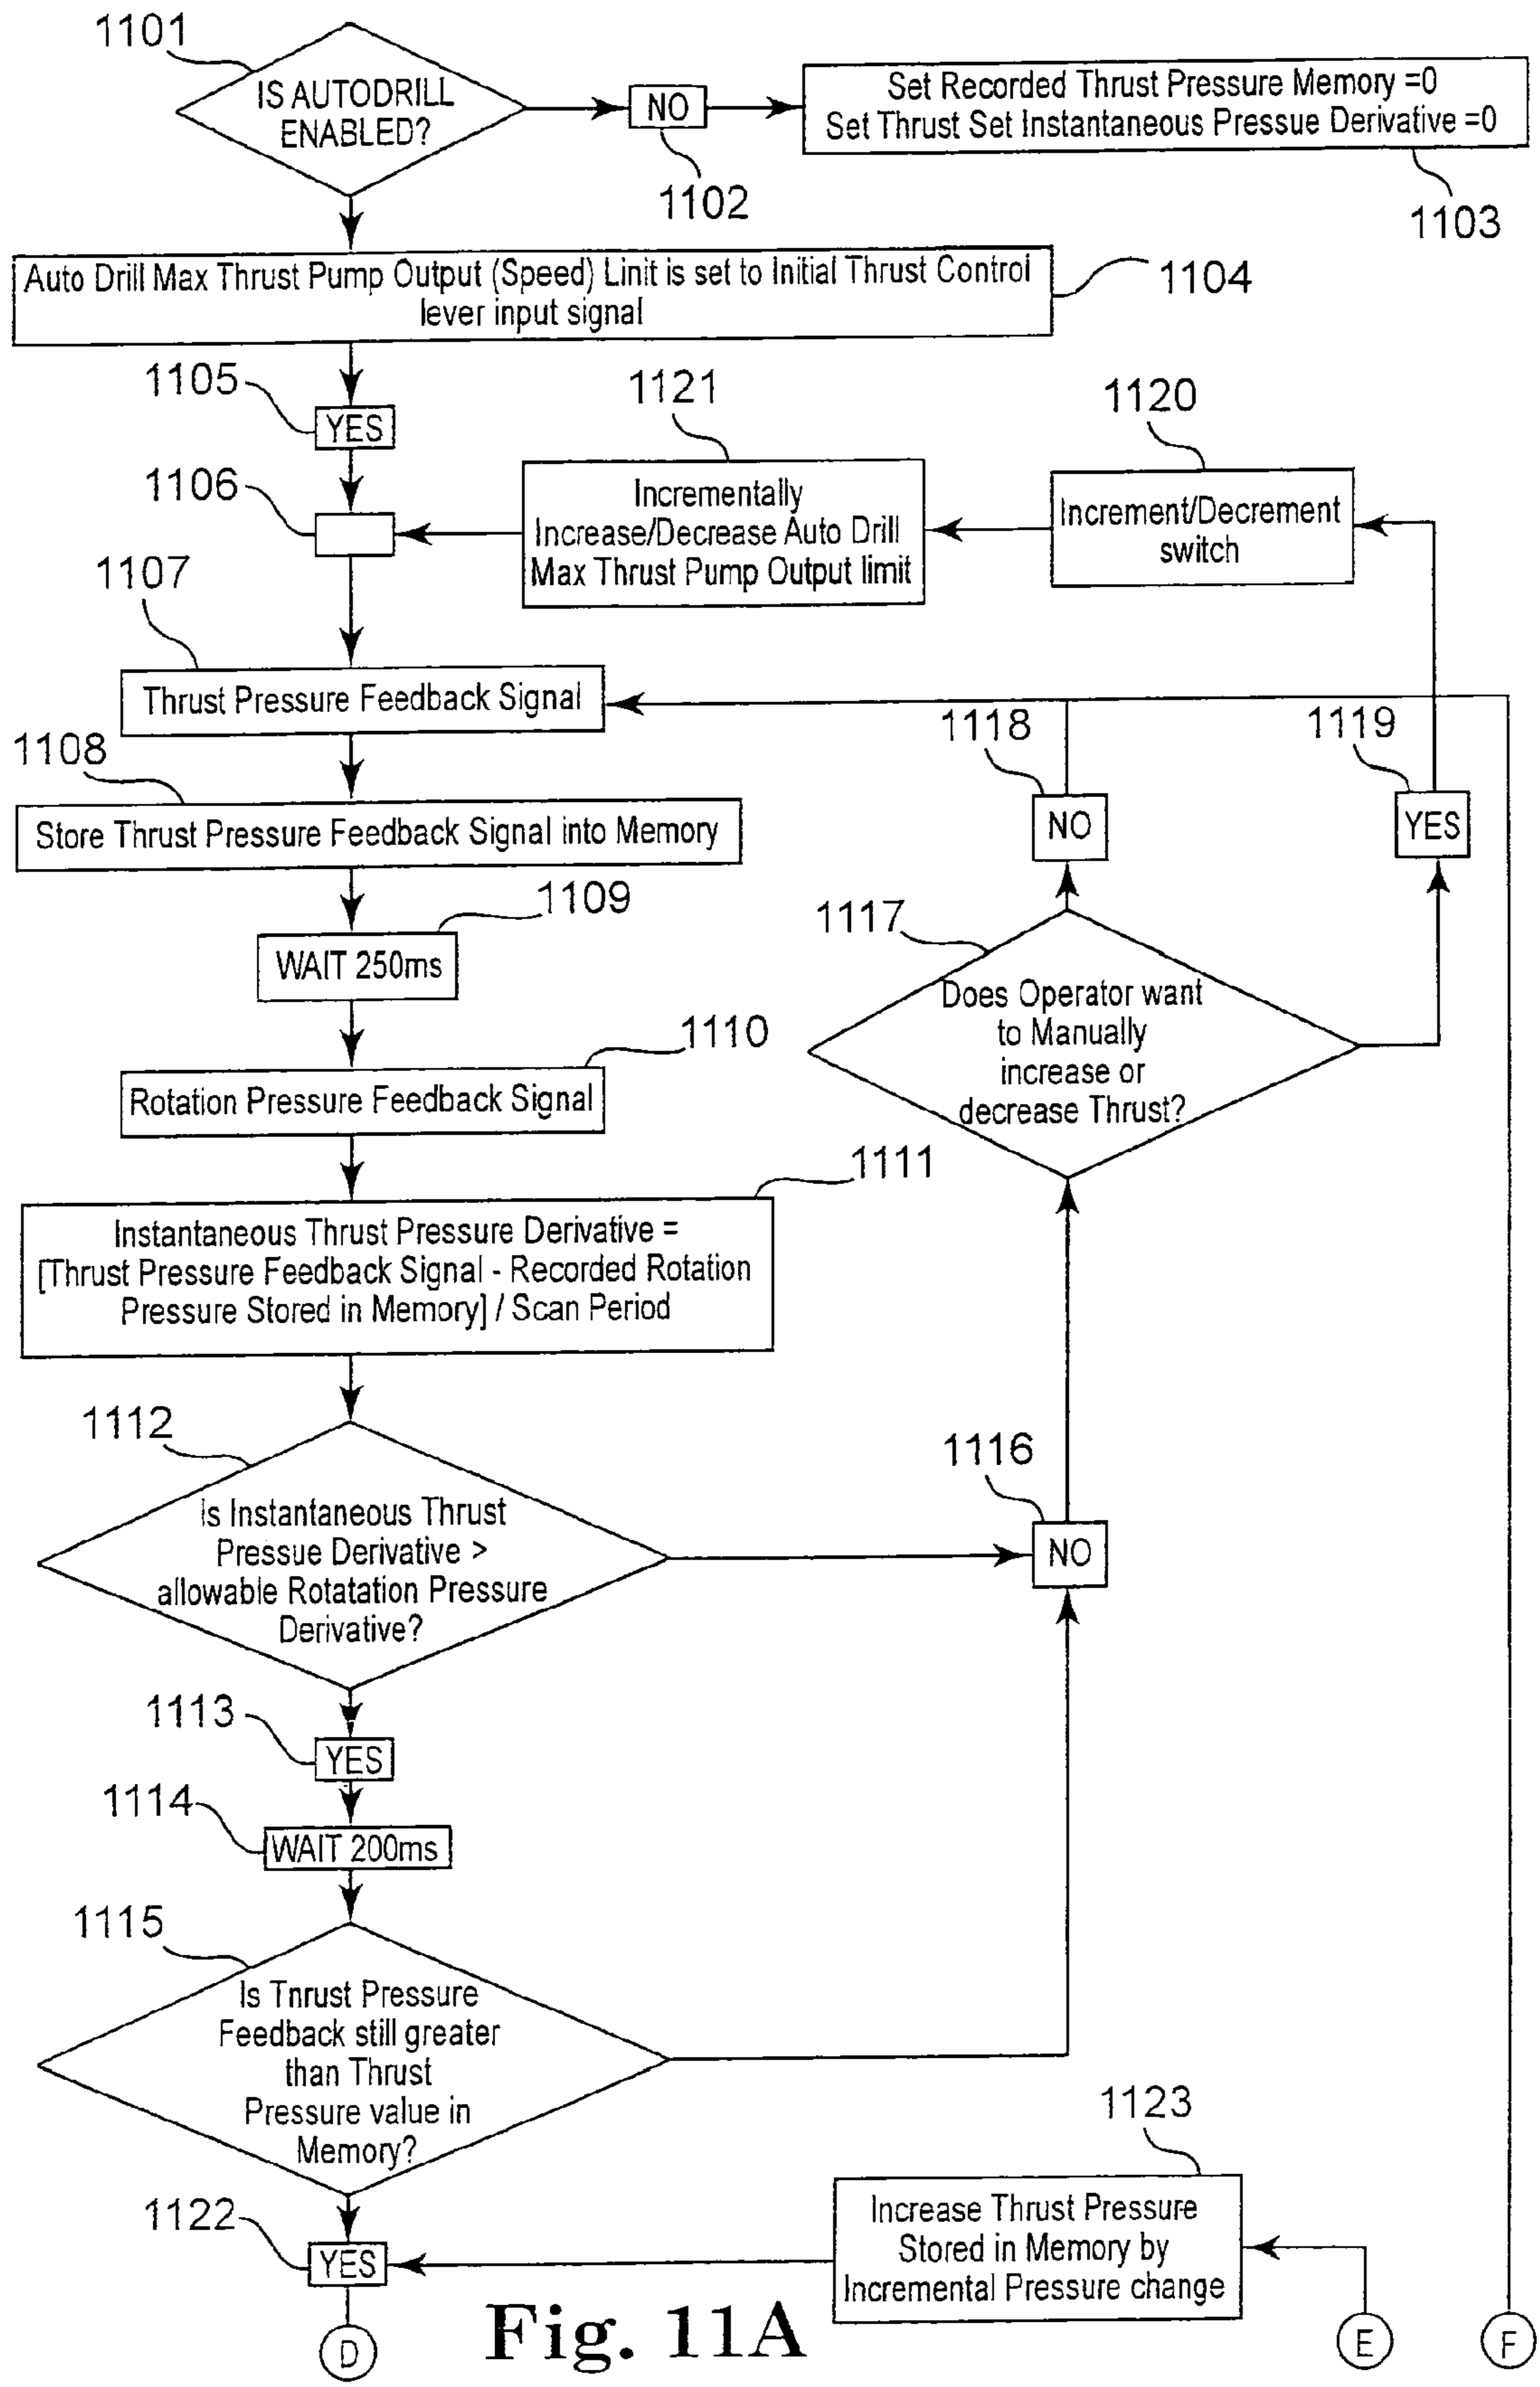 1101
IS AUTODRILL
ENABLED?
NO
1102
Set Recorded Thrust Pressure Memory =0
Set Thrust Set Instantaneous Pressue Derivative =0
1103
Auto Drill Max Thrust Pump Output (Speed) Linit is set to Initial Thrust Control
lever input signal
1104
1105
YES
1106
1121
Incrementally
Increase/Decrease Auto Drill
Max Thrust Pump Output limit
1120
Increment/Decrement
switch
1107
Thrust Pressure Feedback Signal
1108
Store Thrust Pressure Feedback Signal into Memory
1118
NO
1119
YES
1109
WAIT 250ms
1117
Does Operator want
to Manually
increase or
decrease Thrust?
1110
Rotation Pressure Feedback Signal
1111
Instantaneous Thrust Pressure Derivative =
[Thrust Pressure Feedback Signal - Recorded Rotation
Pressure Stored in Memory] / Scan Period
1112
Is Instantaneous Thrust
Pressue Derivative >
allowable Rotatation Pressure
Derivative?
1116
NO
1113
YES
1114
WAIT 200ms
1115
Is Tnrust Pressure
Feedback still greater
than Thrust
Pressure value in
Memory?
1122
YES
1123
Increase Thrust Pressure
Stored in Memory by
Incremental Pressure change
D
Fig. 11A
E
F